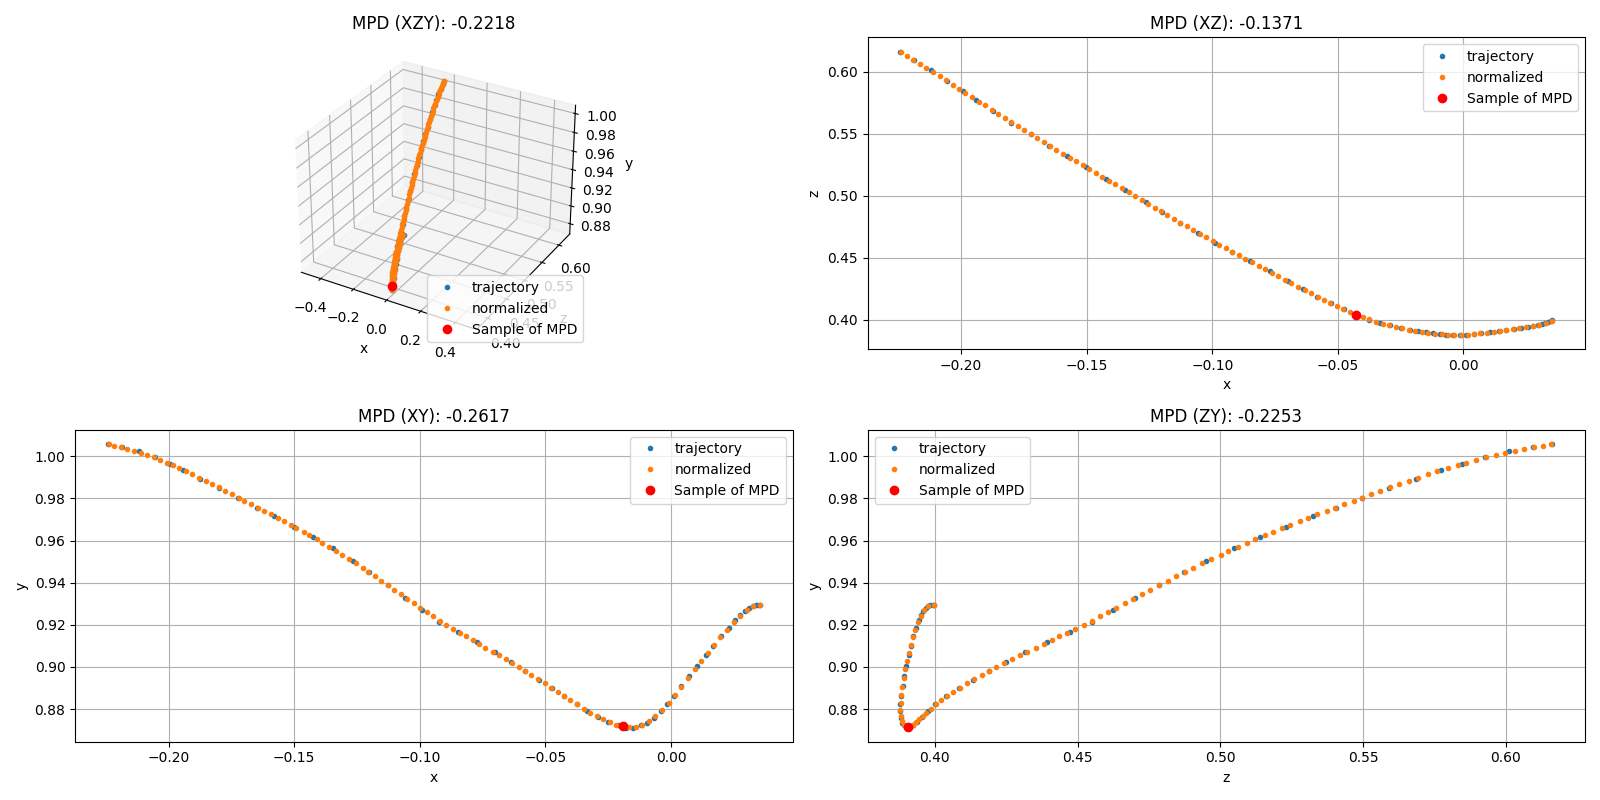 MPD (XZY): -0.2218
1.00
0.98
0.96
0.94
0.92
0.90
0.88
y
0.60
0.55
0.50
z
0.45
0.40
−0.4
−0.2
0.0
0.2
0.4
x
trajectory
normalized
Sample of MPD
MPD (XZ): -0.1371
0.60
0.55
0.50
0.45
0.40
z
trajectory
normalized
Sample of MPD
−0.20 −0.15 −0.10 −0.05 0.00
x
MPD (XY): -0.2617
1.00
0.98
0.96
0.94
0.92
0.90
0.88
y
trajectory
normalized
Sample of MPD
−0.20 −0.15 −0.10 −0.05 0.00
x
MPD (ZY): -0.2253
1.00
0.98
0.96
0.94
0.92
0.90
0.88
y
trajectory
normalized
Sample of MPD
0.40 0.45 0.50 0.55 0.60
z